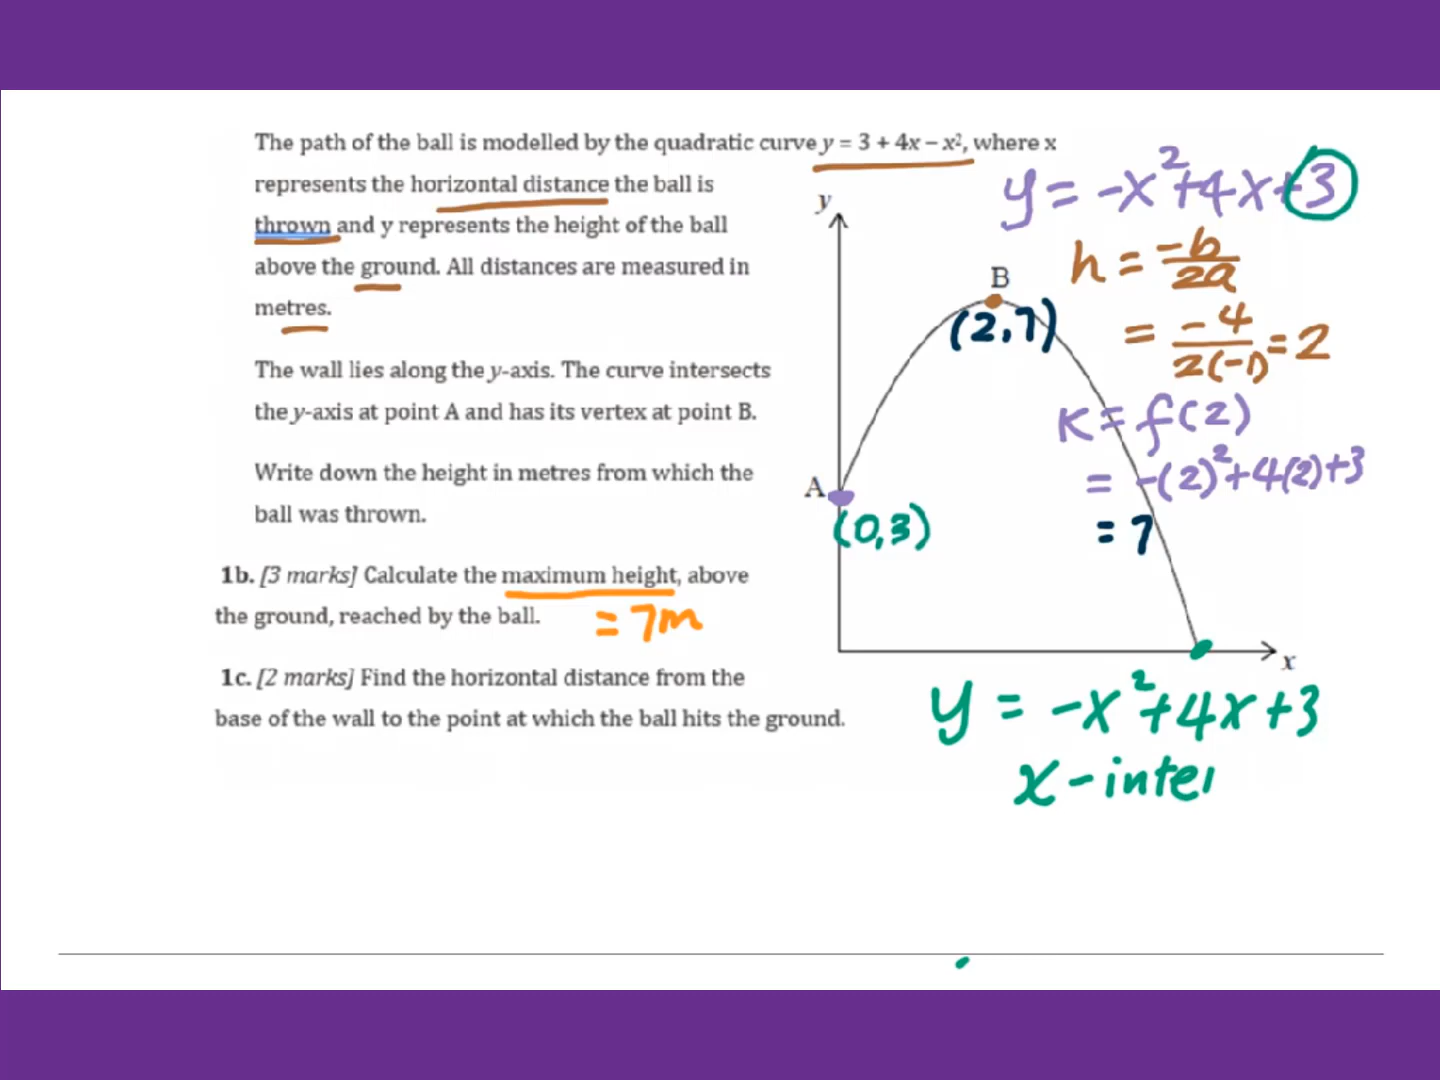 The path of the ball is modelled by the quadratic curve y = 3 + 4x – x², where x
represents the horizontal distance the ball is
thrown and y represents the height of the ball
above the ground. All distances are measured in
metres.
The wall lies along the y-axis. The curve intersects
the y-axis at point A and has its vertex at point B.
Write down the height in metres from which the
ball was thrown.
1b. [3 marks] Calculate the maximum height, above
the ground, reached by the ball.
= 7m
1c. [2 marks] Find the horizontal distance from the
base of the wall to the point at which the ball hits the ground.
y
B
(2,7)
A
(0,3)
x
y = -x²+4x+3
h = -b/2a
= -4/2(-1) = 2
K = f(2)
= -(2)²+4(2)+3
= 7
y = -x²+4x+3
x-inter